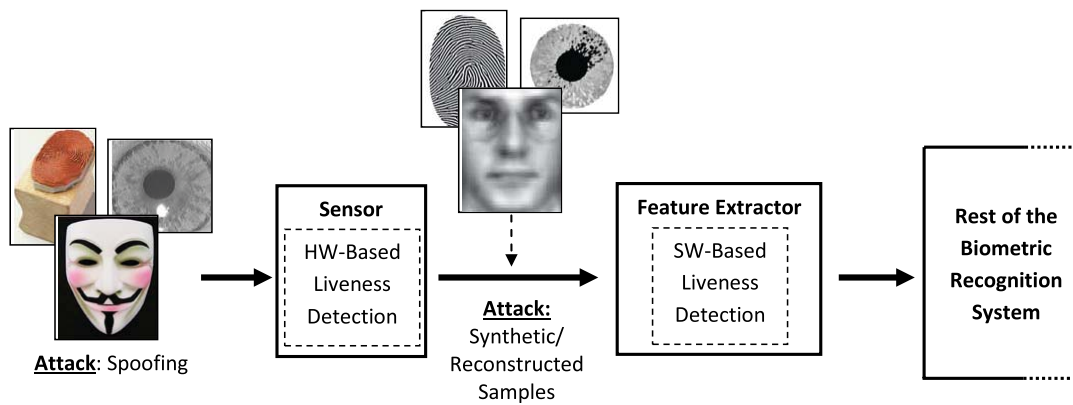 Attack: Spoofing
Sensor
HW-Based
Liveness
Detection
Attack:
Synthetic/
Reconstructed
Samples
Feature Extractor
SW-Based
Liveness
Detection
Rest of the
Biometric
Recognition
System